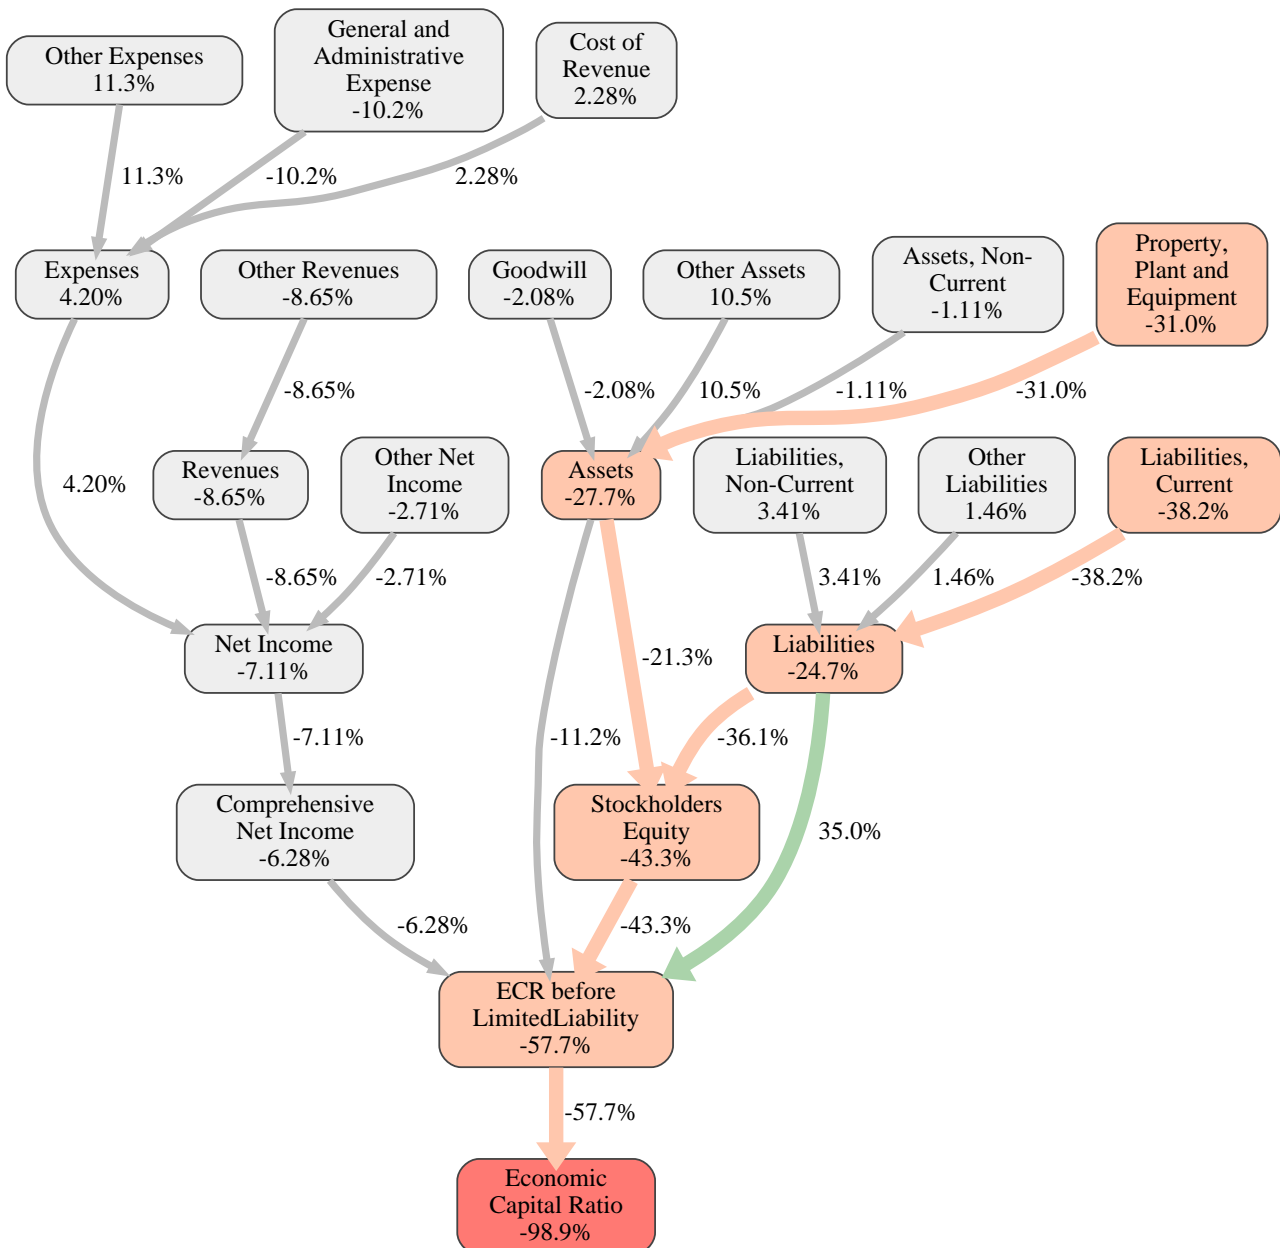 Other Expenses
11.3%
General and
Administrative
Expense
-10.2%
Cost of
Revenue
2.28%
11.3%
-10.2%
2.28%
Expenses
4.20%
Other Revenues
-8.65%
Goodwill
-2.08%
Other Assets
10.5%
Assets, Non-
Current
-1.11%
Property,
Plant and
Equipment
-31.0%
-8.65%
-2.08%
10.5%
-1.11%
-31.0%
4.20%
Revenues
-8.65%
Other Net
Income
-2.71%
Assets
-27.7%
Liabilities,
Non-Current
3.41%
Other
Liabilities
1.46%
Liabilities,
Current
-38.2%
-8.65%
-2.71%
3.41%
1.46%
-38.2%
Net Income
-7.11%
-21.3%
Liabilities
-24.7%
-7.11%
-11.2%
-36.1%
Comprehensive
Net Income
-6.28%
Stockholders
Equity
-43.3%
35.0%
-6.28%
-43.3%
ECR before
LimitedLiability
-57.7%
-57.7%
Economic
Capital Ratio
-98.9%